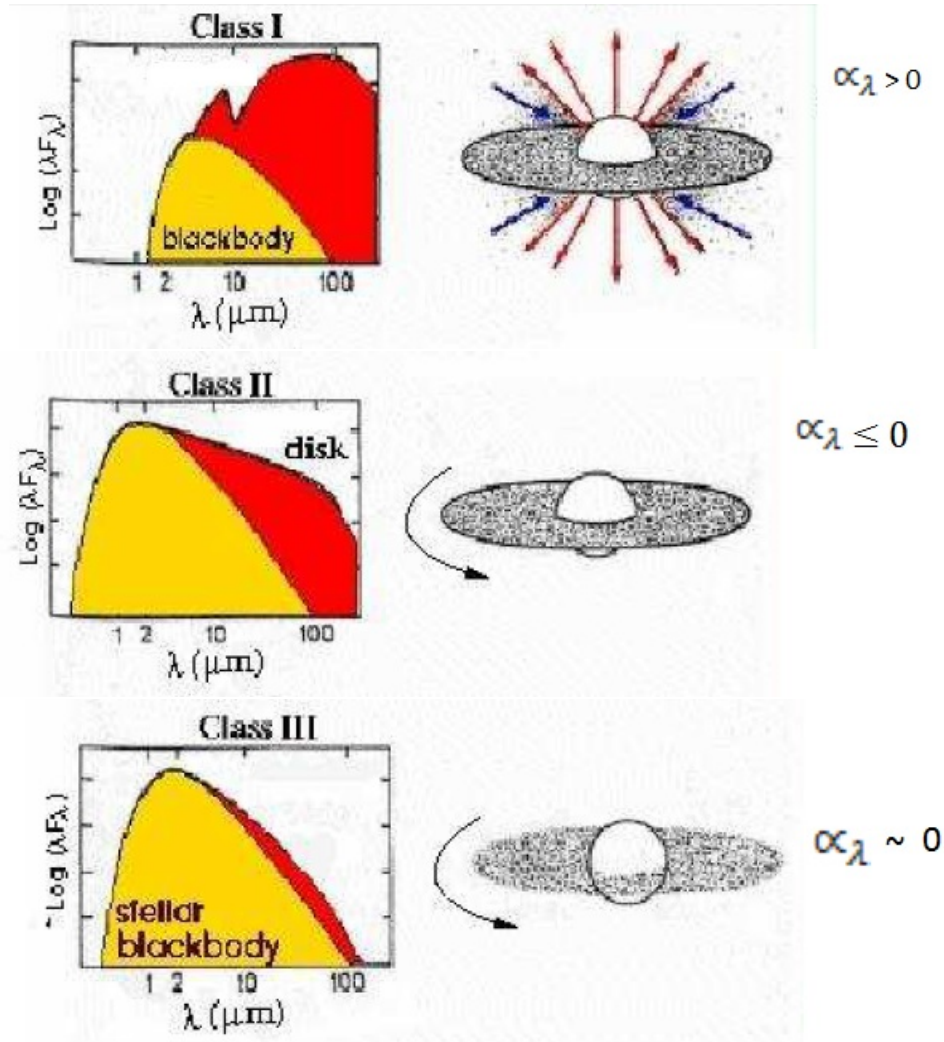 Class I
Log (λFλ)
blackbody
1 2 10 100
λ (μm)
∝λ > 0
Class II
Log (λFλ)
disk
1 2 10 100
λ (μm)
∝λ ≤ 0
Class III
Log (λFλ)
stellar
blackbody
1 2 10 100
λ (μm)
∝λ ~ 0